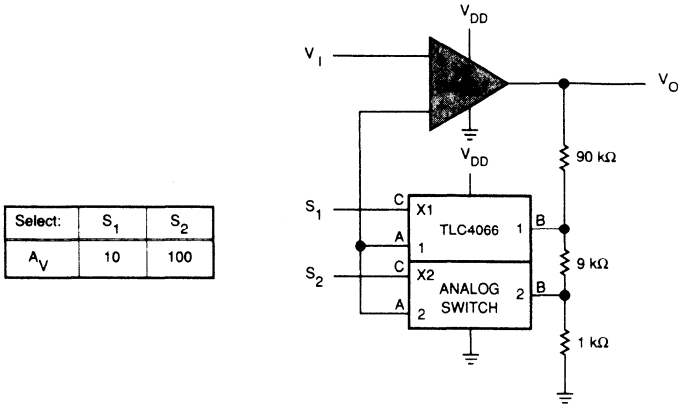 V_DD
V_I
V_O
V_DD
90 kΩ
S_1
C
X1
TLC4066
1
B
A
1
9 kΩ
S_2
C
X2
ANALOG
SWITCH
2
B
A
2
1 kΩ
Select: S_1 S_2
A_V 10 100